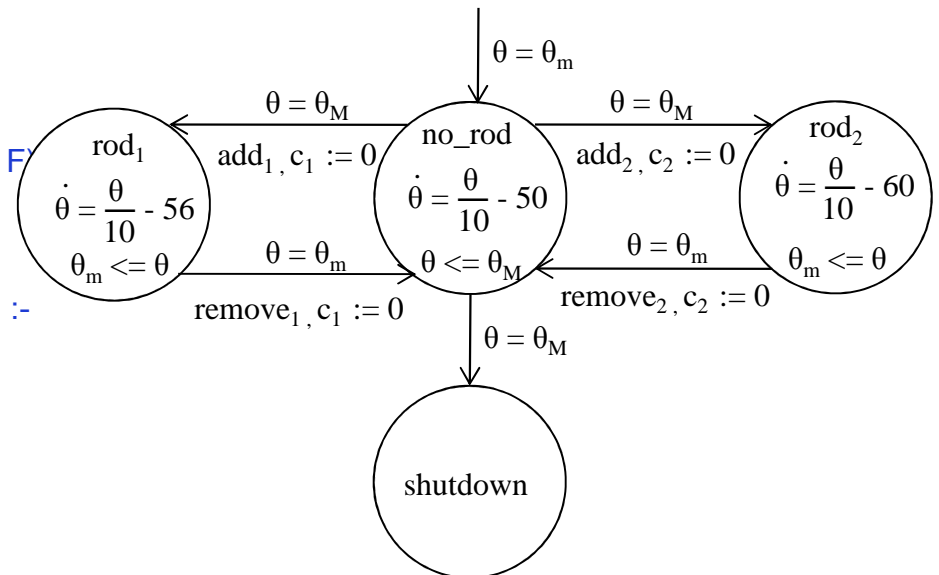 θ = θm
θ = θM
θ = θM
rod1
no_rod
rod2
add1 , c1 := 0
add2 , c2 := 0
F)
θ̇ = θ/10 - 56
θ̇ = θ/10 - 50
θ̇ = θ/10 - 60
θm <= θ
θ = θm
θ <= θM
θ = θm
θm <= θ
remove1 , c1 := 0
remove2 , c2 := 0
:-
θ = θM
shutdown